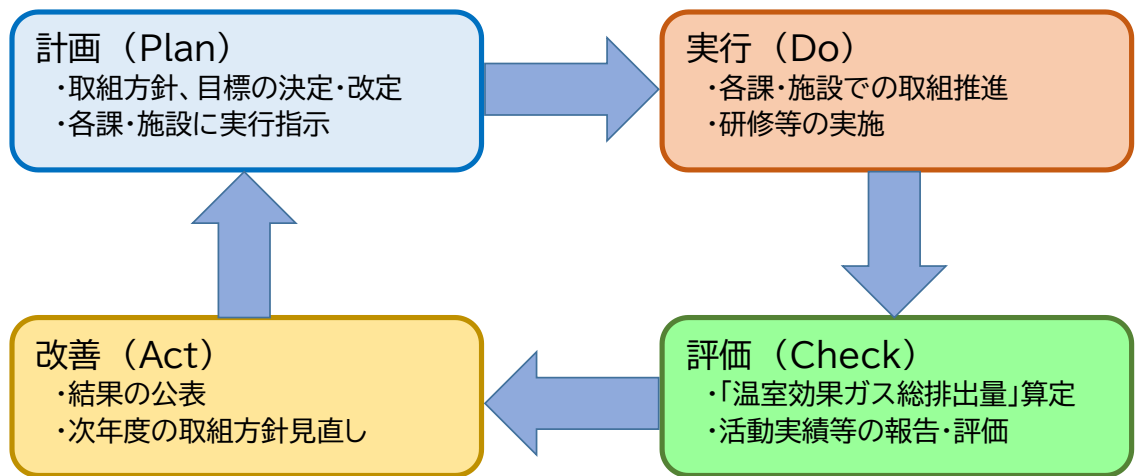 計画（Plan）
・取組方針、目標の決定・改定
・各課・施設に実行指示
実行（Do）
・各課・施設での取組推進
・研修等の実施
改善（Act）
・結果の公表
・次年度の取組方針見直し
評価（Check）
・「温室効果ガス総排出量」算定
・活動実績等の報告・評価